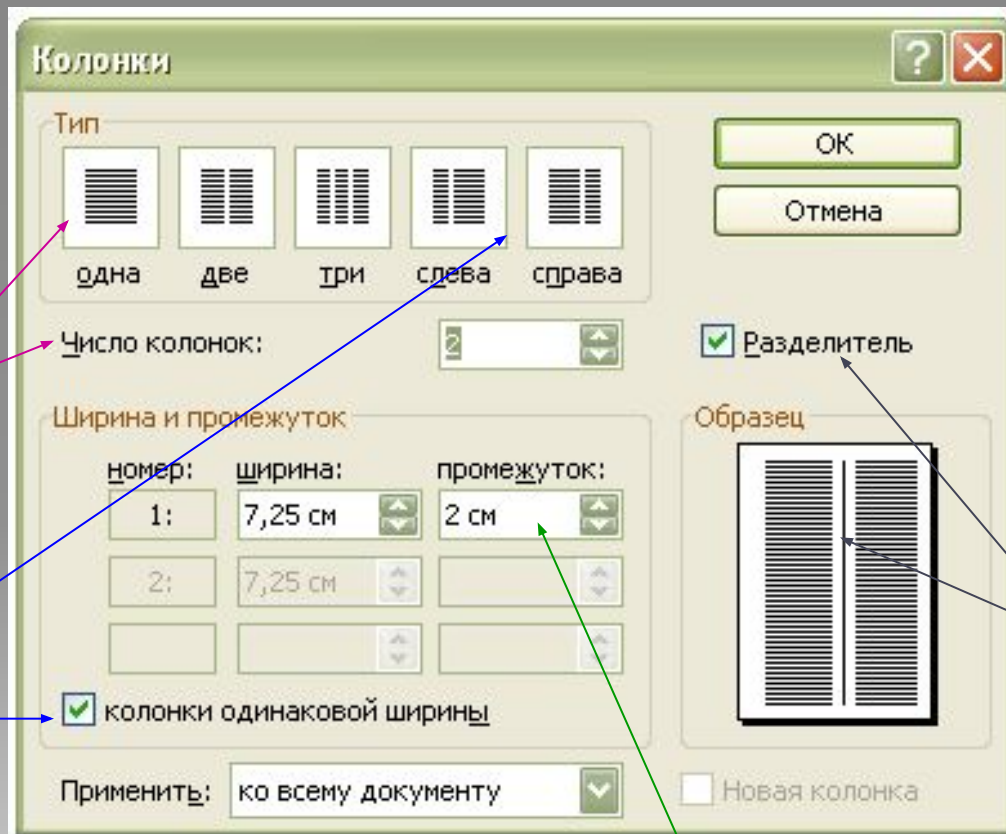 Колонки
Тип
ОК
Отмена
одна две три слева справа
Число колонок: 2
Разделитель
Ширина и промежуток
Образец
номер: ширина: промежуток:
1: 7,25 см 2 см
2: 7,25 см
колонки одинаковой ширины
Применить: ко всему документу
Новая колонка